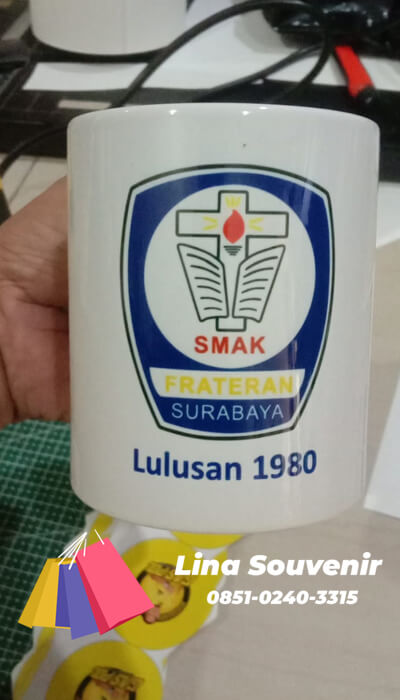 SMAK
FRATERAN
SURABAYA
Lulusan 1980
Lina Souvenir
0851-0240-3315